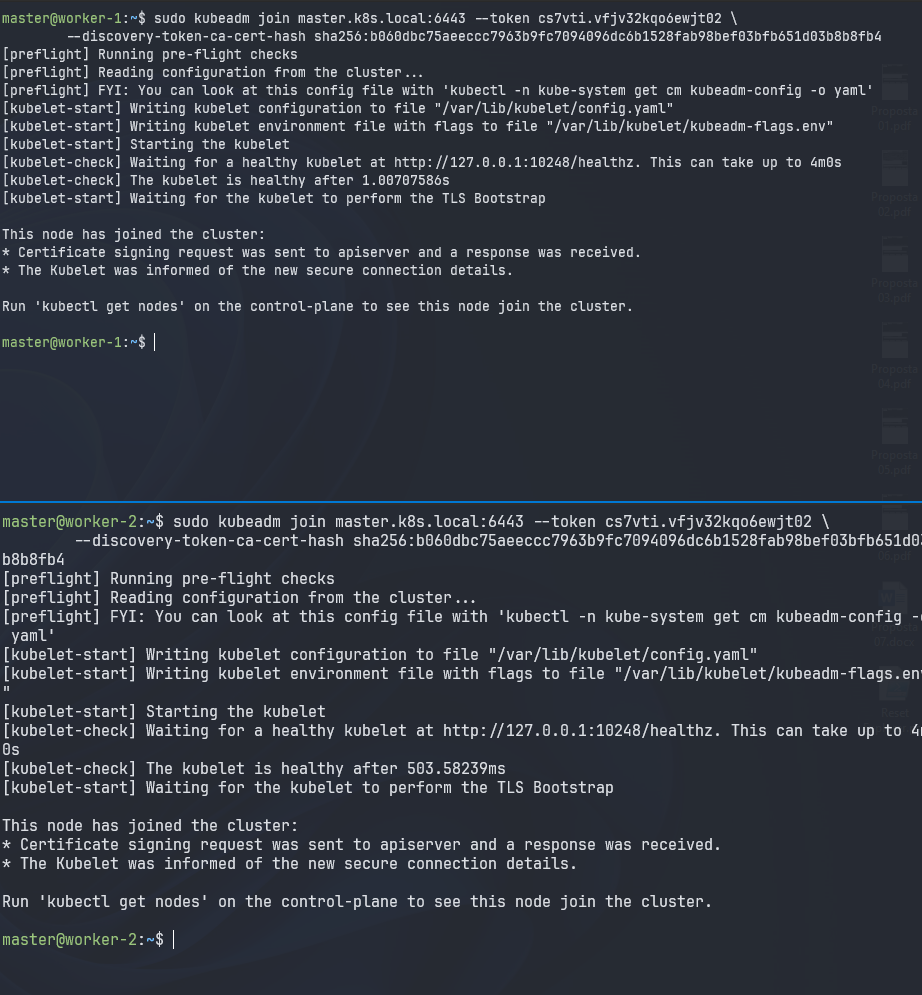 master@worker-1:~$ sudo kubeadm join master.k8s.local:6443 --token cs7vti.vfjv32kqo6ewjt02 \
        --discovery-token-ca-cert-hash sha256:b060dbc75aeeccc7963b9fc7094096dc6b1528fab98bef03bfb651d03b8b8fb4
[preflight] Running pre-flight checks
[preflight] Reading configuration from the cluster...
[preflight] FYI: You can look at this config file with 'kubectl -n kube-system get cm kubeadm-config -o yaml'
[kubelet-start] Writing kubelet configuration to file "/var/lib/kubelet/config.yaml"
[kubelet-start] Writing kubelet environment file with flags to file "/var/lib/kubelet/kubeadm-flags.env"
[kubelet-start] Starting the kubelet
[kubelet-check] Waiting for a healthy kubelet at http://127.0.0.1:10248/healthz. This can take up to 4m0s
[kubelet-check] The kubelet is healthy after 1.00707586s
[kubelet-start] Waiting for the kubelet to perform the TLS Bootstrap
This node has joined the cluster:
* Certificate signing request was sent to apiserver and a response was received.
* The Kubelet was informed of the new secure connection details.
Run 'kubectl get nodes' on the control-plane to see this node join the cluster.
master@worker-1:~$
Proposta
01.pdf
Proposta
02.pdf
Proposta
03.pdf
Proposta
04.pdf
Proposta
05.pdf
master@worker-2:~$ sudo kubeadm join master.k8s.local:6443 --token cs7vti.vfjv32kqo6ewjt02 \
        --discovery-token-ca-cert-hash sha256:b060dbc75aeeccc7963b9fc7094096dc6b1528fab98bef03bfb651d03
b8b8fb4
[preflight] Running pre-flight checks
[preflight] Reading configuration from the cluster...
[preflight] FYI: You can look at this config file with 'kubectl -n kube-system get cm kubeadm-config -o
 yaml'
[kubelet-start] Writing kubelet configuration to file "/var/lib/kubelet/config.yaml"
[kubelet-start] Writing kubelet environment file with flags to file "/var/lib/kubelet/kubeadm-flags.env
"
[kubelet-start] Starting the kubelet
[kubelet-check] Waiting for a healthy kubelet at http://127.0.0.1:10248/healthz. This can take up to 4m
0s
[kubelet-check] The kubelet is healthy after 503.58239ms
[kubelet-start] Waiting for the kubelet to perform the TLS Bootstrap
This node has joined the cluster:
* Certificate signing request was sent to apiserver and a response was received.
* The Kubelet was informed of the new secure connection details.
Run 'kubectl get nodes' on the control-plane to see this node join the cluster.
master@worker-2:~$